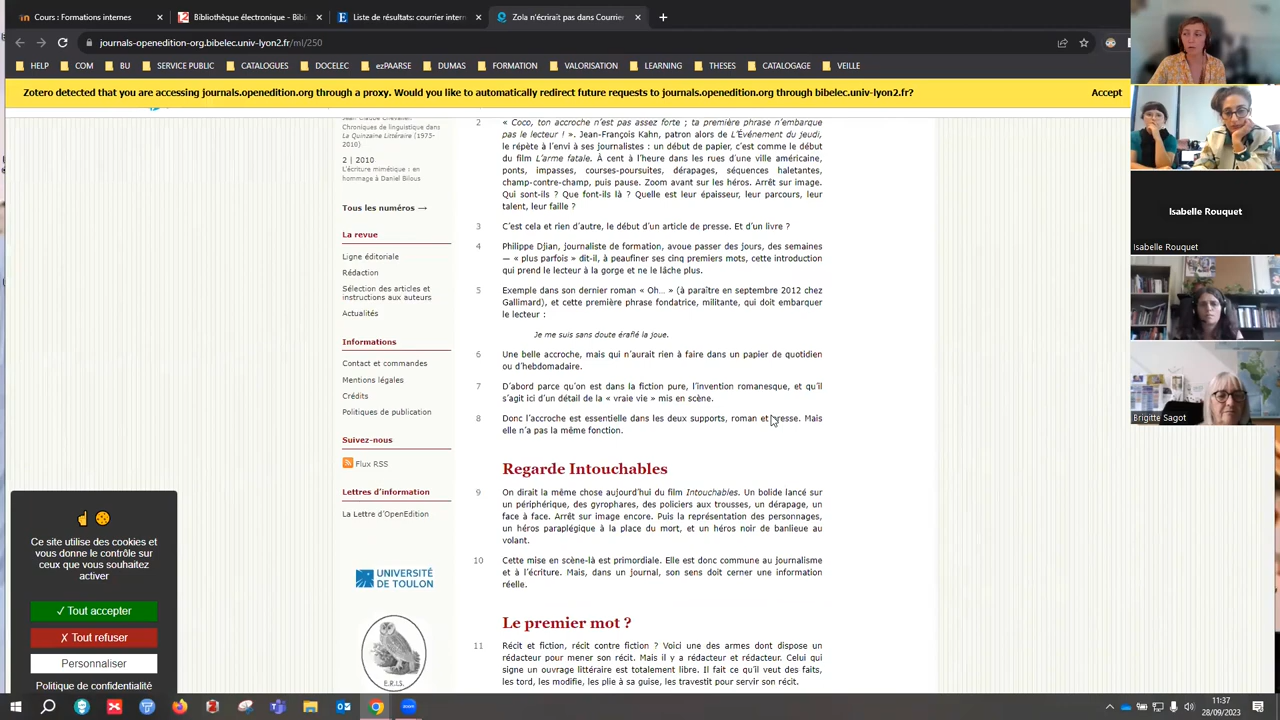 Cours : Formations internes
Bibliothèque électronique - Bibl
Liste de résultats: courrier intern
Zola n'écrirait pas dans Courrier
journals-openedition-org.bibelec.univ-lyon2.fr/ml/250
HELP
COM
BU
SERVICE PUBLIC
CATALOGUES
DOCELEC
ezPAARSE
DUMAS
FORMATION
VALORISATION
LEARNING
THESES
CATALOGAGE
VEILLE
Zotero detected that you are accessing journals.openedition.org through a proxy. Would you like to automatically redirect future requests to journals.openedition.org through bibelec.univ-lyon2.fr?
Accept
Chroniques de linguistique dans
La Quinzaine Littéraire (1975-
2010)
2 | 2010
L'écriture mimétique : en
hommage à Daniel Bilous
Tous les numéros →
La revue
Ligne éditoriale
Rédaction
Sélection des articles et
instructions aux auteurs
Actualités
Informations
Contact et commandes
Mentions légales
Crédits
Politiques de publication
Suivez-nous
Flux RSS
Lettres d'information
La Lettre d'OpenEdition
UNIVERSITÉ
DE TOULON
E.R.I.S.
2 « Coco, ton accroche n'est pas assez forte ; ta première phrase n'embarque
pas le lecteur ! ». Jean-François Kahn, patron alors de L'Événement du jeudi,
le répète à l'envi à ses journalistes : un début de papier, c'est comme le début
du film L'arme fatale. À cent à l'heure dans les rues d'une ville américaine,
ponts, impasses, courses-poursuites, dérapages, séquences haletantes,
champ-contre-champ, puis pause. Zoom avant sur les héros. Arrêt sur image.
Qui sont-ils ? Que font-ils là ? Quelle est leur épaisseur, leur parcours, leur
talent, leur faille ?
3 C'est cela et rien d'autre, le début d'un article de presse. Et d'un livre ?
4 Philippe Djian, journaliste de formation, avoue passer des jours, des semaines
— « plus parfois » dit-il, à peaufiner ses cinq premiers mots, cette introduction
qui prend le lecteur à la gorge et ne le lâche plus.
5 Exemple dans son dernier roman « Oh... » (à paraître en septembre 2012 chez
Gallimard), et cette première phrase fondatrice, militante, qui doit embarquer
le lecteur :
Je me suis sans doute éraflé la joue.
6 Une belle accroche, mais qui n'aurait rien à faire dans un papier de quotidien
ou d'hebdomadaire.
7 D'abord parce qu'on est dans la fiction pure, l'invention romanesque, et qu'il
s'agit ici d'un détail de la « vraie vie » mis en scène.
8 Donc l'accroche est essentielle dans les deux supports, roman et presse. Mais
elle n'a pas la même fonction.
Regarde Intouchables
9 On dirait la même chose aujourd'hui du film Intouchables. Un bolide lancé sur
un périphérique, des gyrophares, des policiers aux trousses, un dérapage, un
face à face. Arrêt sur image encore. Puis la représentation des personnages,
un héros paraplégique à la place du mort, et un héros noir de banlieue au
volant.
10 Cette mise en scène-là est primordiale. Elle est donc commune au journalisme
et à l'écriture. Mais, dans un journal, son sens doit cerner une information
réelle.
Le premier mot ?
11 Récit et fiction, récit contre fiction ? Voici une des armes dont dispose un
rédacteur pour mener son récit. Mais il y a rédacteur et rédacteur. Celui qui
signe un ouvrage littéraire est totalement libre. Il fait ce qu'il veut des faits,
les tord, les modifie, les plie à sa guise, les travestit pour servir son récit.
Ce site utilise des cookies et
vous donne le contrôle sur
ceux que vous souhaitez
activer
✓ Tout accepter
✗ Tout refuser
Personnaliser
Politique de confidentialité
Isabelle Rouquet
Isabelle Rouquet
Brigitte Sagot
11:37
28/09/2023